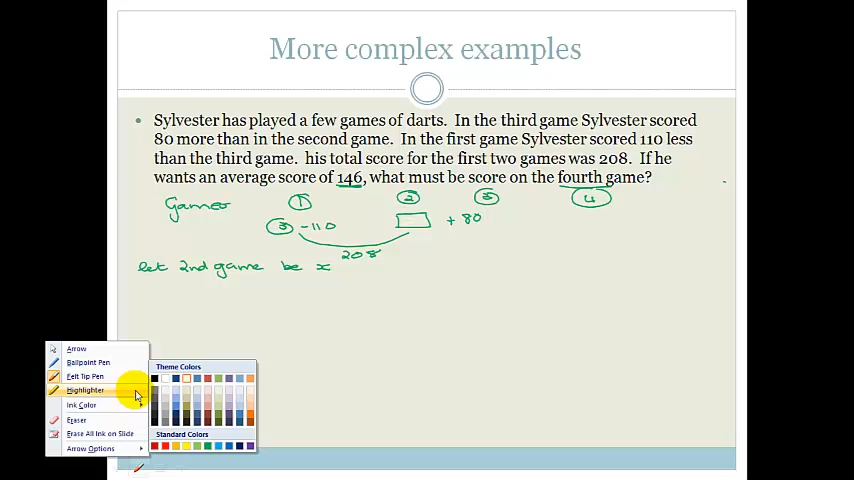 More complex examples
• Sylvester has played a few games of darts. In the third game Sylvester scored
80 more than in the second game. In the first game Sylvester scored 110 less
than the third game. his total score for the first two games was 208. If he
wants an average score of 146, what must be score on the fourth game?
Games 1 2 3 4
3 -110 + 80
208
let 2nd game be x
Arrow
Ballpoint Pen
Felt Tip Pen
Highlighter
Ink Color
Eraser
Erase All Ink on Slide
Arrow Options
Theme Colors
Standard Colors